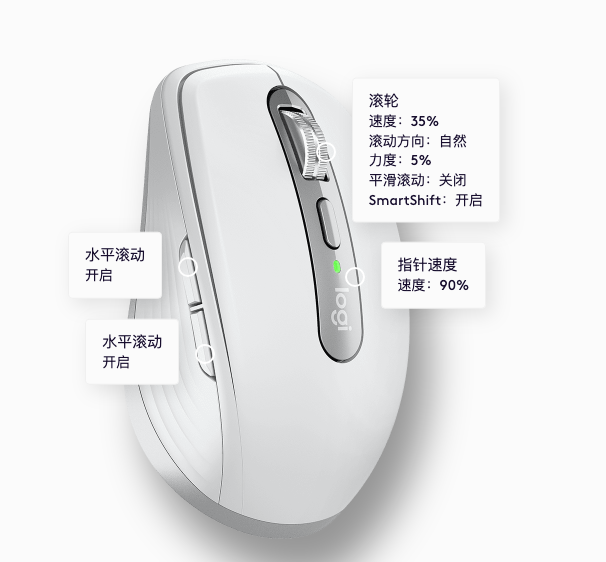 滚轮
速度：35%
滚动方向：自然
力度：5%
平滑滚动：关闭
SmartShift：开启
水平滚动
开启
指针速度
速度：90%
logi
水平滚动
开启